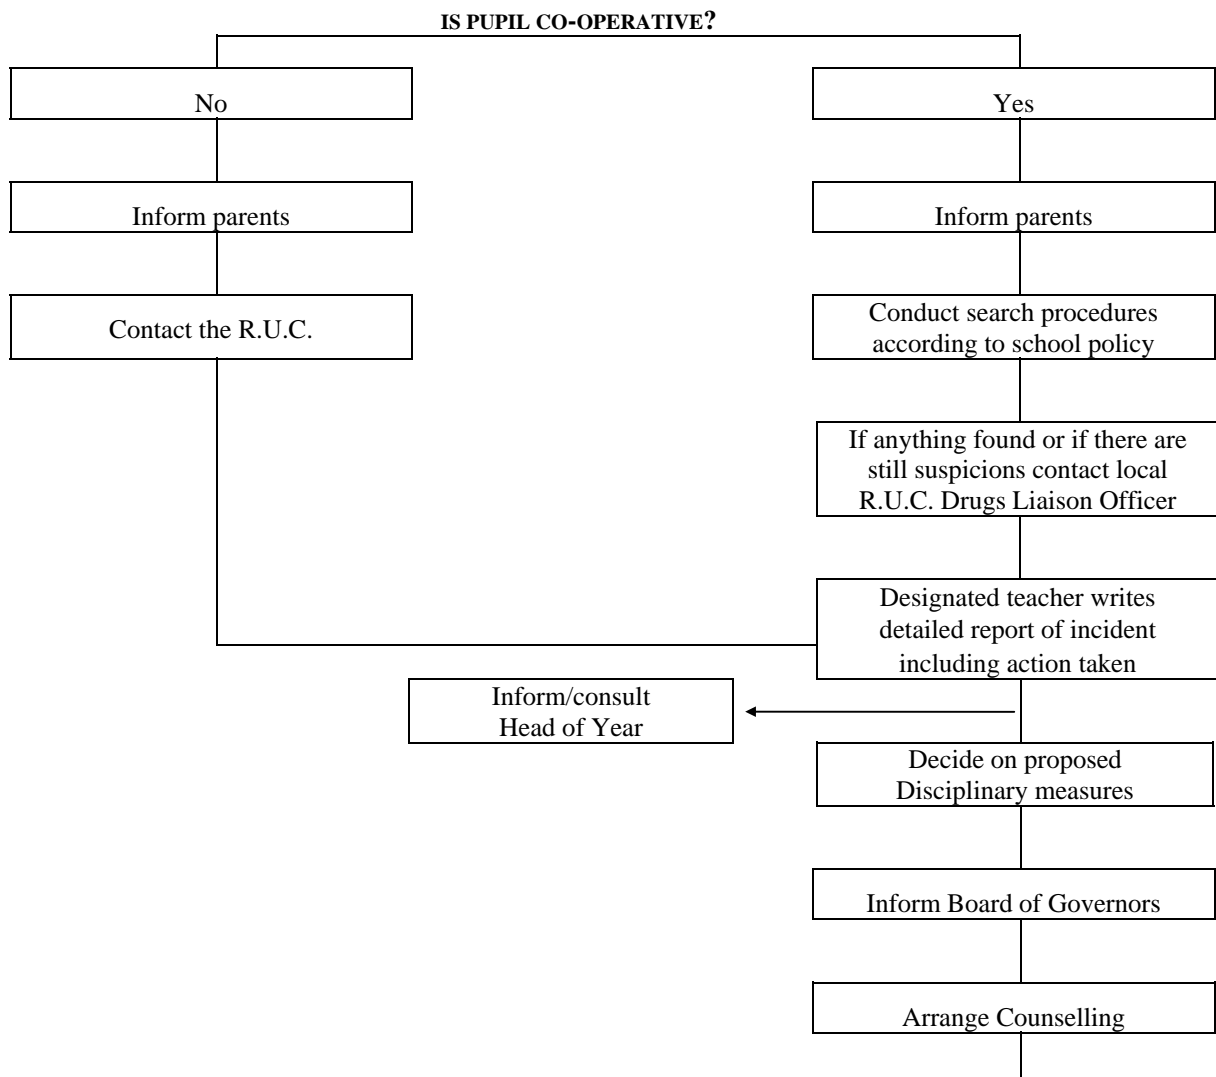 IS PUPIL CO-OPERATIVE?
No
Yes
Inform parents
Inform parents
Contact the R.U.C.
Conduct search procedures
according to school policy
If anything found or if there are
still suspicions contact local
R.U.C. Drugs Liaison Officer
Designated teacher writes
detailed report of incident
including action taken
Inform/consult
Head of Year
Decide on proposed
Disciplinary measures
Inform Board of Governors
Arrange Counselling